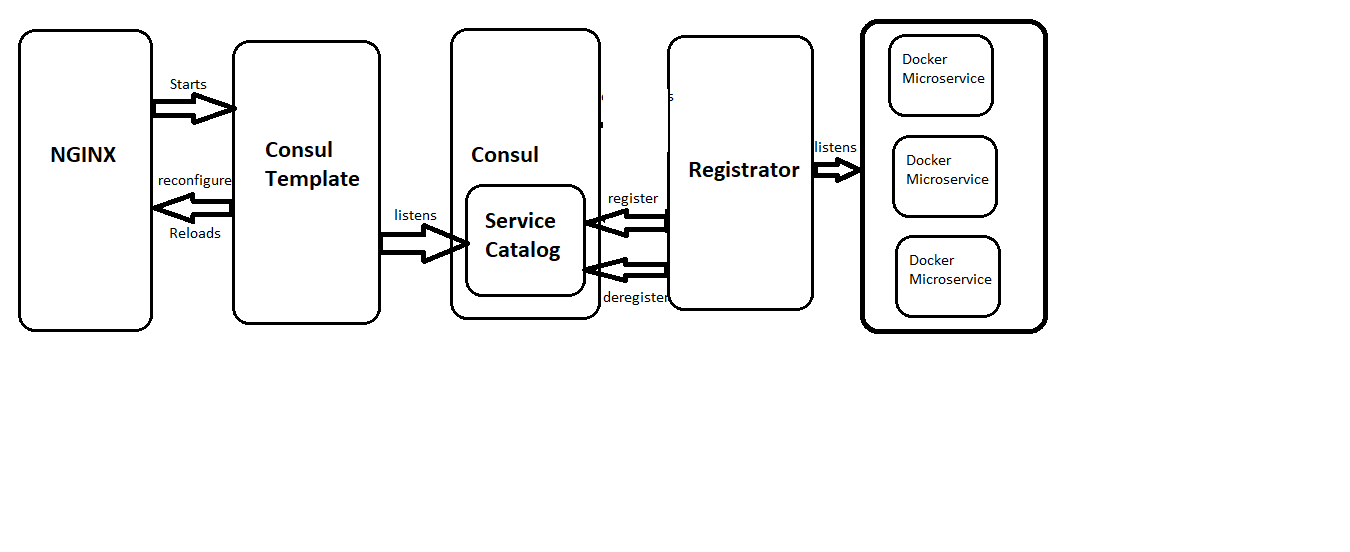 NGINX
Starts
reconfigure
Reloads
Consul
Template
listens
Consul
Service
Catalog
register
deregister
Registrator
listens
Docker
Microservice
Docker
Microservice
Docker
Microservice